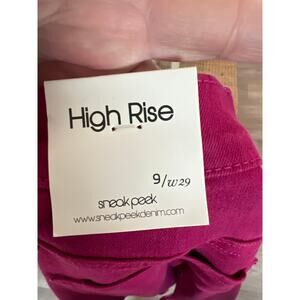 High Rise
9/w29
sneak peek
www.sneakpeekdenim.com